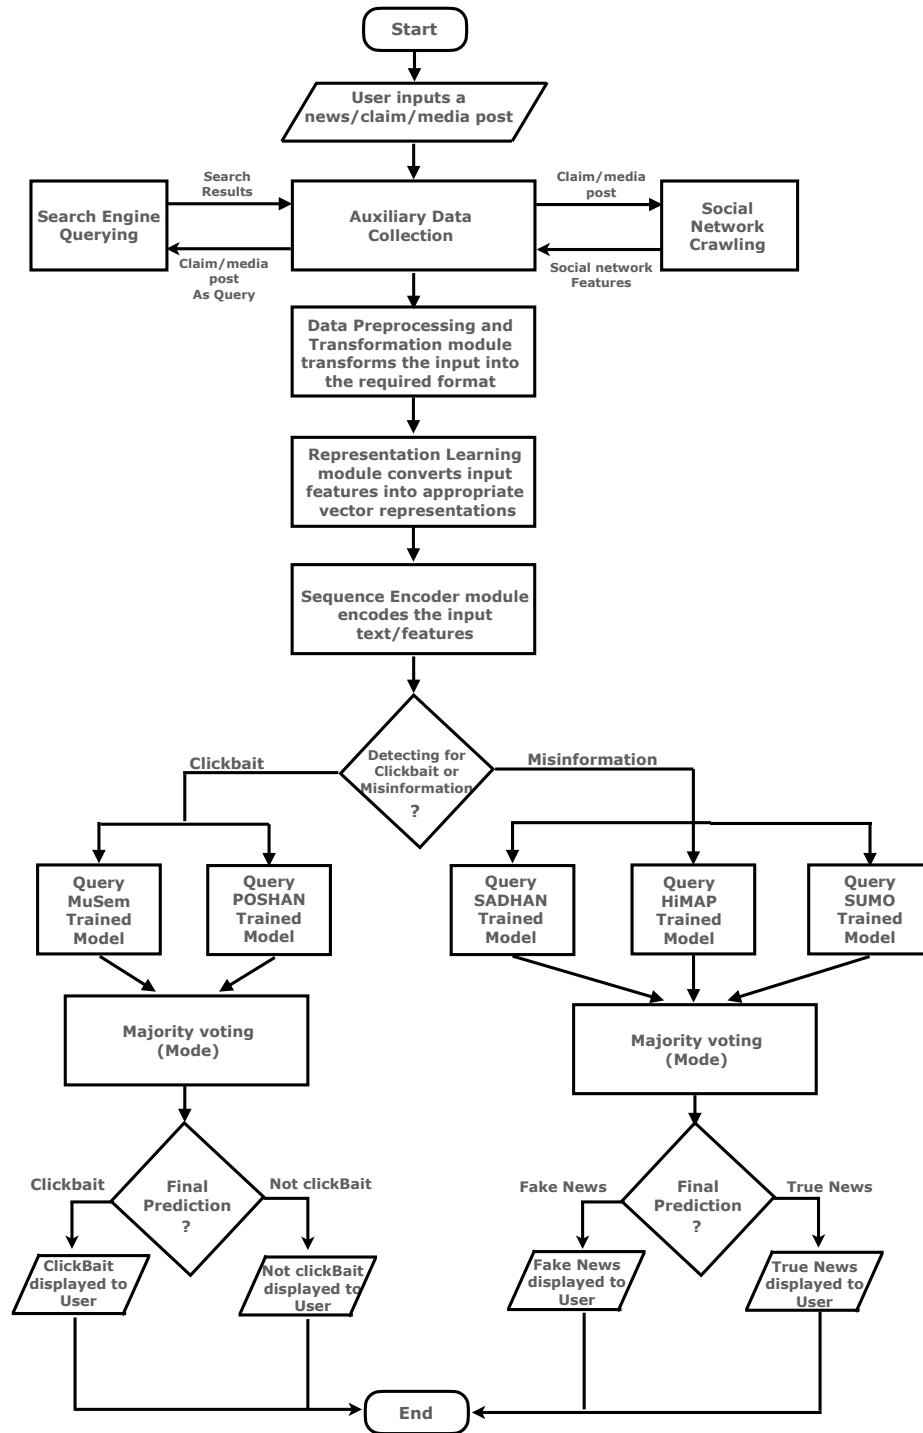 Start
User inputs a
news/claim/media post
Search
Results
Claim/media
post
Search Engine
Querying
Auxiliary Data
Collection
Social
Network
Crawling
Claim/media
post
As Query
Social network
Features
Data Preprocessing and
Transformation module
transforms the input into
the required format
Representation Learning
module converts input
features into appropriate
vector representations
Sequence Encoder module
encodes the input
text/features
Detecting for
Clickbait or
Misinformation
?
Clickbait
Misinformation
Query
MuSem
Trained
Model
Query
POSHAN
Trained
Model
Query
SADHAN
Trained
Model
Query
HiMAP
Trained
Model
Query
SUMO
Trained
Model
Majority voting
(Mode)
Majority voting
(Mode)
Clickbait
Final
Prediction
?
Not clickBait
Fake News
Final
Prediction
?
True News
ClickBait
displayed to
User
Not clickBait
displayed to
User
Fake News
displayed to
User
True News
displayed to
User
End